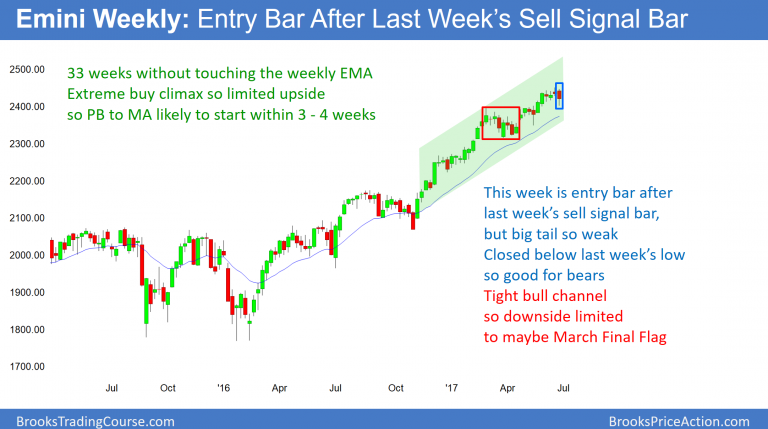 Emini Weekly: Entry Bar After Last Week's Sell Signal Bar
33 weeks without touching the weekly EMA
Extreme buy climax so limited upside
so PB to MA likely to start within 3 - 4 weeks
2500.00
2400.00
2300.00
2200.00
2100.00
2000.00
1900.00
1800.00
1700.00
This week is entry bar after
last week's sell signal bar,
but big tail so weak
Closed below last week's low
so good for bears
Tight bull channel
so downside limited
to maybe March Final Flag
Jul Oct '16 Apr Jul Oct '17 Apr Jul
BrooksTradingCourse.com BrooksPriceAction.com